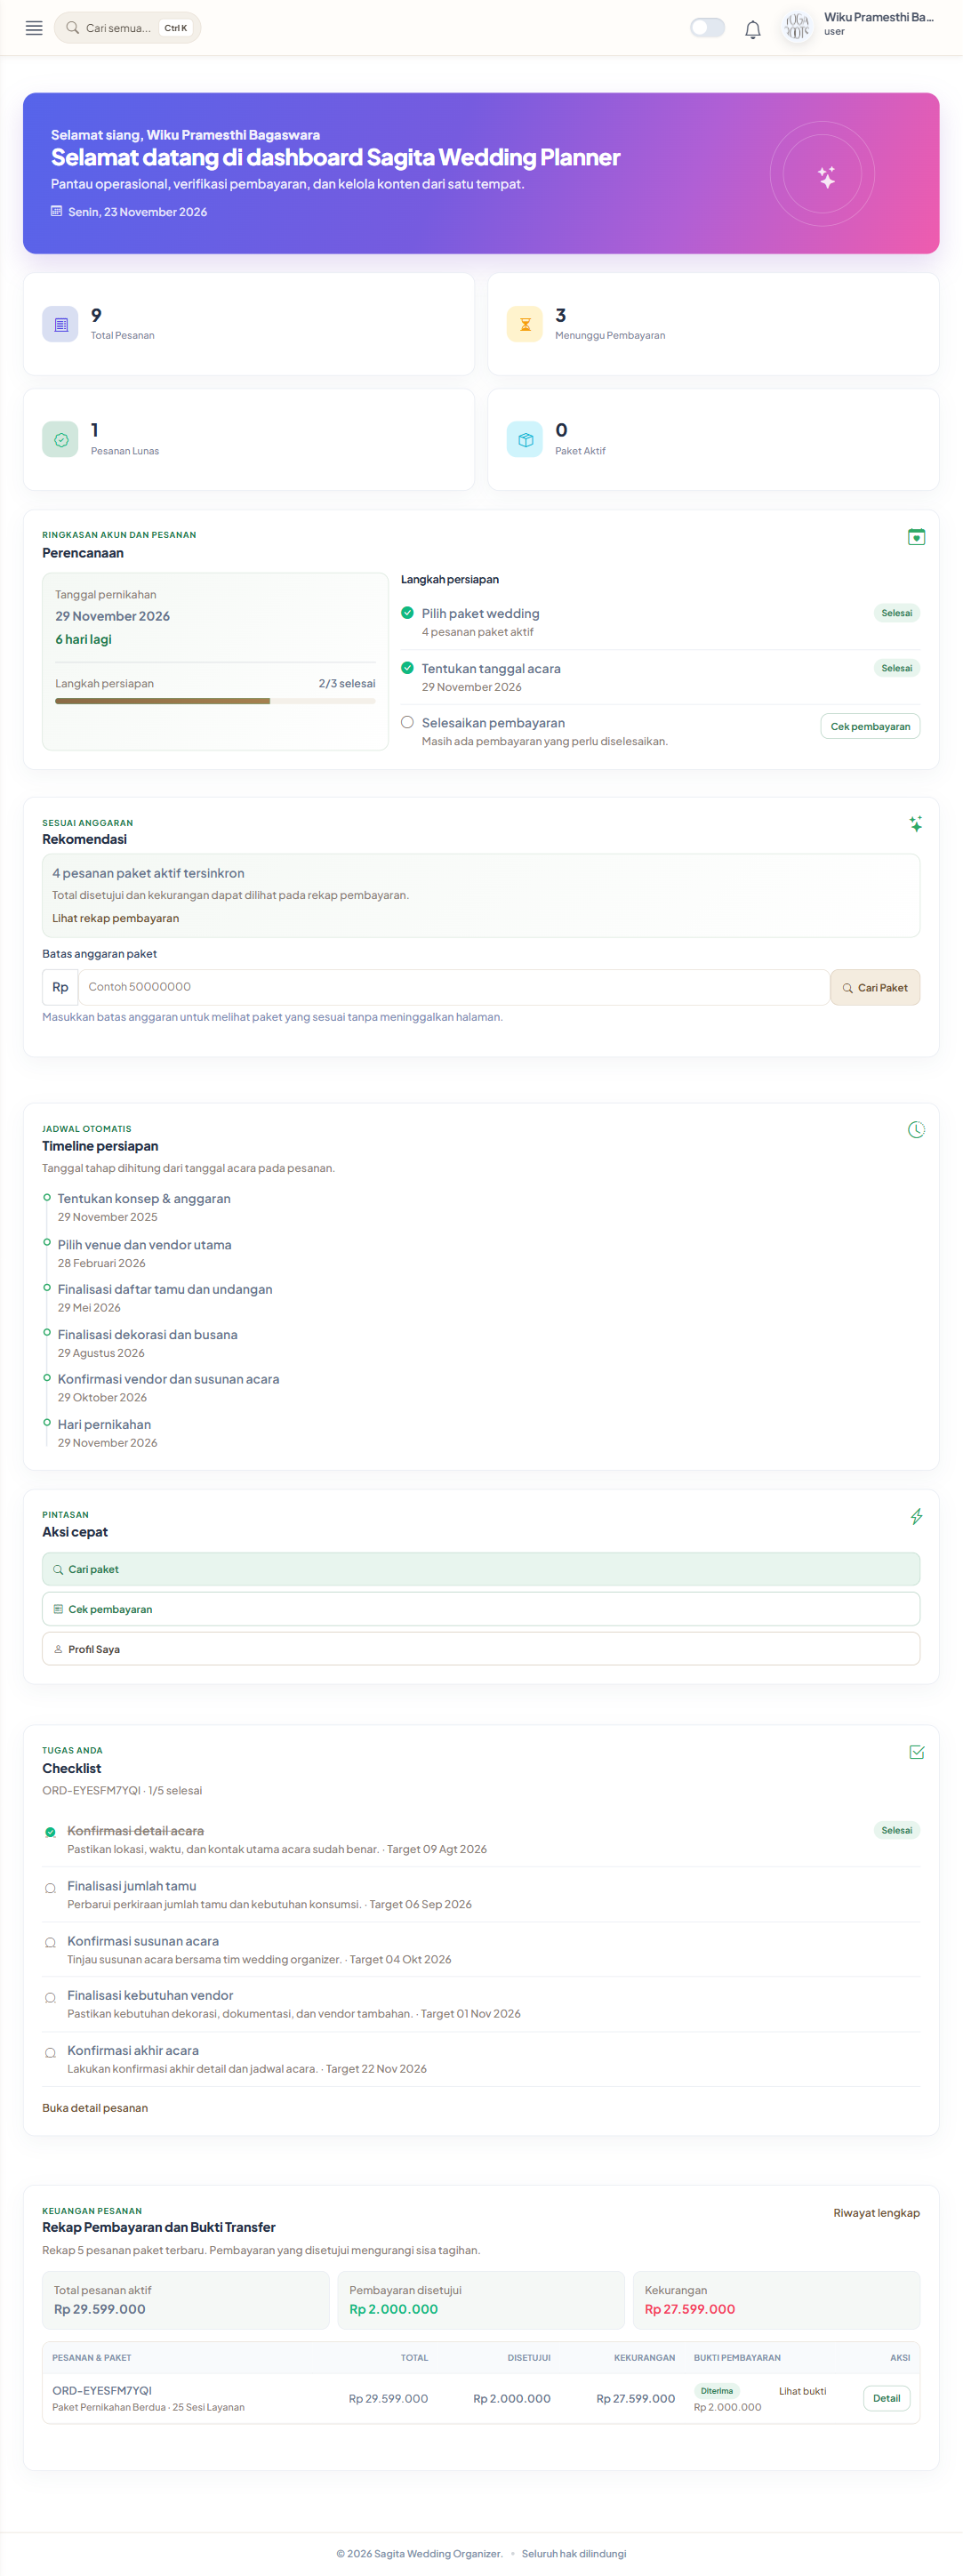 Cari semua...
Ctrl K
Wiku Pramesthi Ba...
user
Selamat siang, Wiku Pramesthi Bagaswara
Selamat datang di dashboard Sagita Wedding Planner
Pantau operasional, verifikasi pembayaran, dan kelola konten dari satu tempat.
Senin, 23 November 2026
9
Total Pesanan
3
Menunggu Pembayaran
1
Pesanan Lunas
0
Paket Aktif
RINGKASAN AKUN DAN PESANAN
Perencanaan
Tanggal pernikahan
29 November 2026
6 hari lagi
Langkah persiapan
2/3 selesai
Langkah persiapan
Pilih paket wedding
4 pesanan paket aktif
Selesai
Tentukan tanggal acara
29 November 2026
Selesai
Selesaikan pembayaran
Masih ada pembayaran yang perlu diselesaikan.
Cek pembayaran
SESUAI ANGGARAN
Rekomendasi
4 pesanan paket aktif tersinkron
Total disetujui dan kekurangan dapat dilihat pada rekap pembayaran.
Lihat rekap pembayaran
Batas anggaran paket
Rp
Contoh 50000000
Cari Paket
Masukkan batas anggaran untuk melihat paket yang sesuai tanpa meninggalkan halaman.
JADWAL OTOMATIS
Timeline persiapan
Tanggal tahap dihitung dari tanggal acara pada pesanan.
Tentukan konsep & anggaran
29 November 2025
Pilih venue dan vendor utama
28 Februari 2026
Finalisasi daftar tamu dan undangan
29 Mei 2026
Finalisasi dekorasi dan busana
29 Agustus 2026
Konfirmasi vendor dan susunan acara
29 Oktober 2026
Hari pernikahan
29 November 2026
PINTASAN
Aksi cepat
Cari paket
Cek pembayaran
Profil Saya
TUGAS ANDA
Checklist
ORD-EYESFM7YQI · 1/5 selesai
Konfirmasi detail acara
Pastikan lokasi, waktu, dan kontak utama acara sudah benar. · Target 09 Agt 2026
Selesai
Finalisasi jumlah tamu
Perbarui perkiraan jumlah tamu dan kebutuhan konsumsi. · Target 06 Sep 2026
Konfirmasi susunan acara
Tinjau susunan acara bersama tim wedding organizer. · Target 04 Okt 2026
Finalisasi kebutuhan vendor
Pastikan kebutuhan dekorasi, dokumentasi, dan vendor tambahan. · Target 01 Nov 2026
Konfirmasi akhir acara
Lakukan konfirmasi akhir detail dan jadwal acara. · Target 22 Nov 2026
Buka detail pesanan
KEUANGAN PESANAN
Rekap Pembayaran dan Bukti Transfer
Riwayat lengkap
Rekap 5 pesanan paket terbaru. Pembayaran yang disetujui mengurangi sisa tagihan.
Total pesanan aktif
Rp 29.599.000
Pembayaran disetujui
Rp 2.000.000
Kekurangan
Rp 27.599.000
PESANAN & PAKET TOTAL DISETUJUI KEKURANGAN BUKTI PEMBAYARAN AKSI
ORD-EYESFM7YQI
Paket Pernikahan Berdua · 25 Sesi Layanan
Rp 29.599.000
Rp 2.000.000
Rp 27.599.000
Diterima
Rp 2.000.000
Lihat bukti
Detail
© 2026 Sagita Wedding Organizer. • Seluruh hak dilindungi